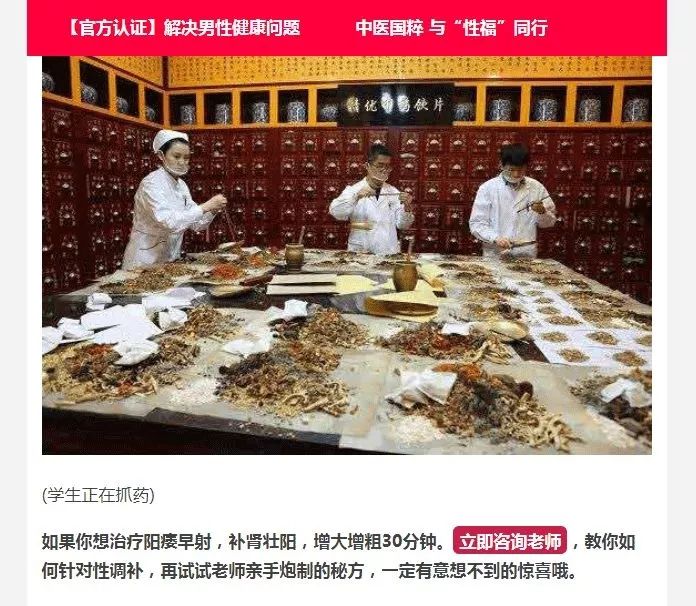 【官方认证】解决男性健康问题 中医国粹 与“性福”同行
(学生正在抓药)
如果你想治疗阳痿早射，补肾壮阳，增大增粗30分钟。立即咨询老师，教你如
何针对性调补，再试试老师亲手炮制的秘方，一定有意想不到的惊喜哦。